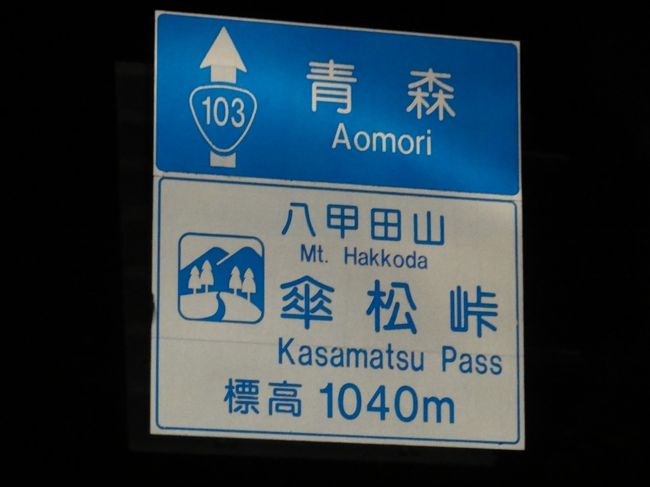 103
青森
Aomori
八甲田山
Mt. Hakkoda
傘松峠
Kasamatsu Pass
標高 1040m